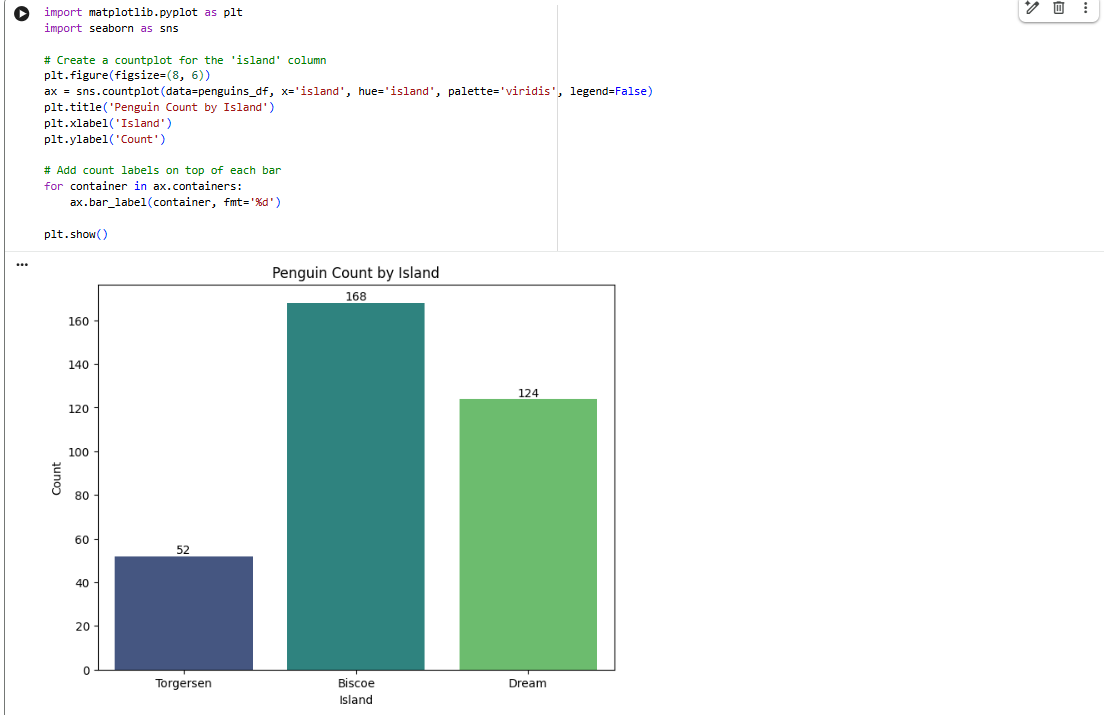 import matplotlib.pyplot as plt
import seaborn as sns
# Create a countplot for the 'island' column
plt.figure(figsize=(8, 6))
ax = sns.countplot(data=penguins_df, x='island', hue='island', palette='viridis', legend=False)
plt.title('Penguin Count by Island')
plt.xlabel('Island')
plt.ylabel('Count')
# Add count labels on top of each bar
for container in ax.containers:
    ax.bar_label(container, fmt='%d')
plt.show()
Penguin Count by Island
168
160
140
124
120
100
Count
80
60
52
40
20
0
Torgersen Biscoe Dream
Island